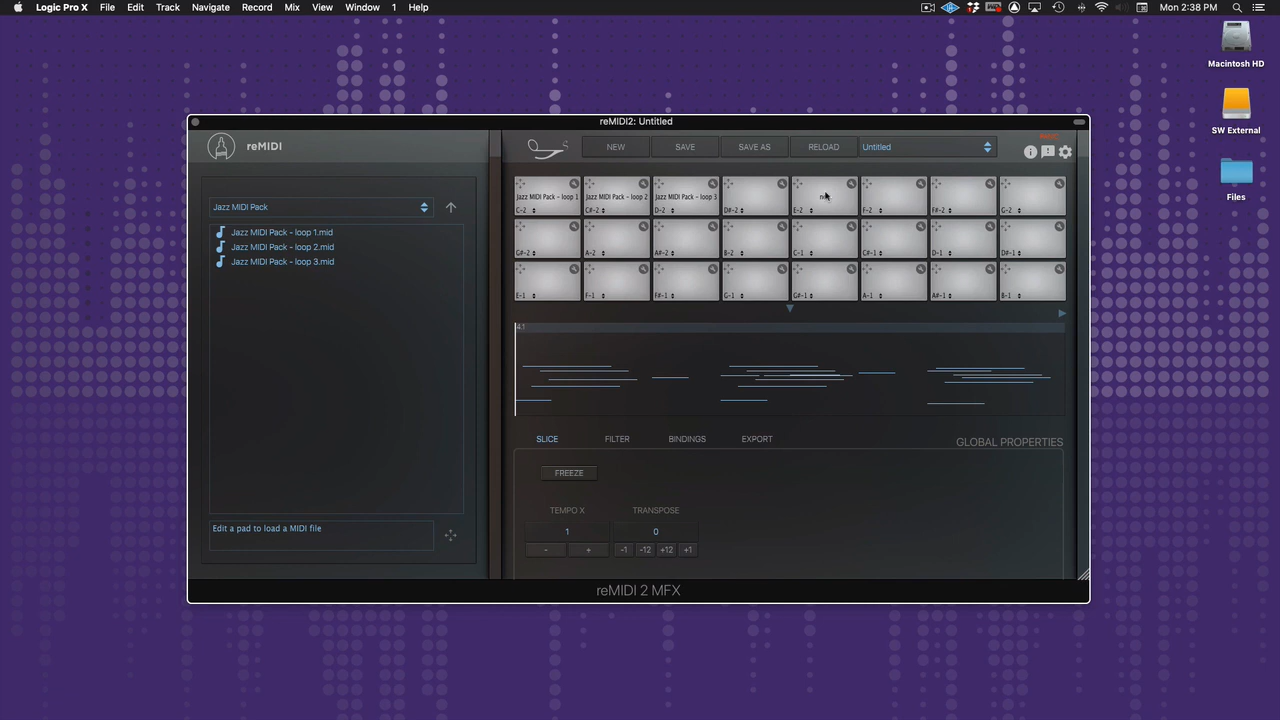 Logic Pro X File Edit Track Navigate Record Mix View Window 1 Help Mon 2:38 PM
Macintosh HD
SW External
Files
reMIDI2: Untitled
reMIDI
NEW SAVE SAVE AS RELOAD Untitled
Jazz MIDI Pack
Jazz MIDI Pack - loop 1.mid
Jazz MIDI Pack - loop 2.mid
Jazz MIDI Pack - loop 3.mid
Edit a pad to load a MIDI file
Jazz MIDI Pack - loop 1 Jazz MIDI Pack - loop 2 Jazz MIDI Pack - loop 3
C-2 C#-2 D-2 D#-2 E-2 F-2 F#-2 G-2
G#-2 A-2 A#-2 B-2 C-1 C#-1 D-1 D#-1
E-1 F-1 F#-1 G-1 G#-1 A-1 A#-1 B-1
4.1
SLICE FILTER BINDINGS EXPORT GLOBAL PROPERTIES
FREEZE
TEMPO X TRANSPOSE
1 0
- + -1 -12 +12 +1
reMIDI 2 MFX